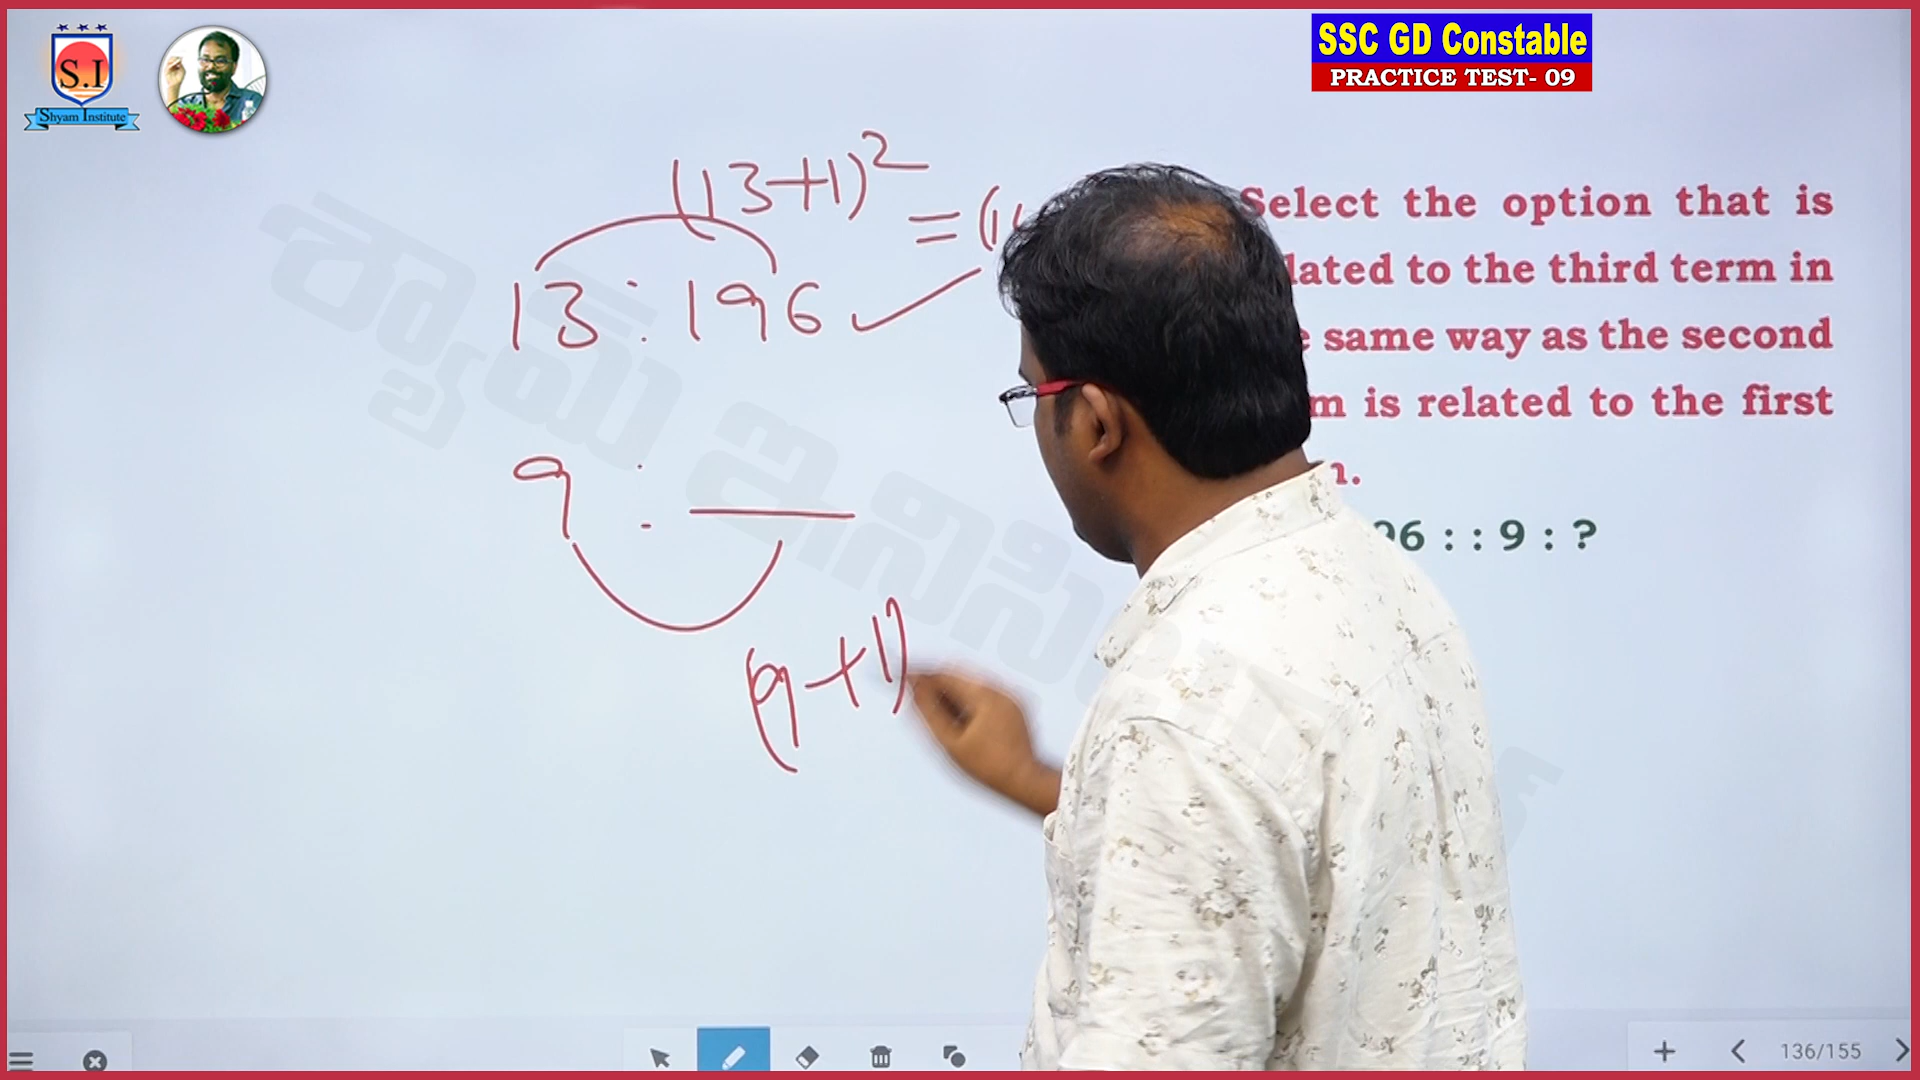 S.I
Shyam Institute
SSC GD Constable
PRACTICE TEST- 09
(13+1)²
= (1
13 : 196
9 :
(9+1)
Select the option that is
lated to the third term in
same way as the second
m is related to the first
96 : : 9 : ?
శ్యామ్ ఇన్‌స్టిట్యూట్
136/155